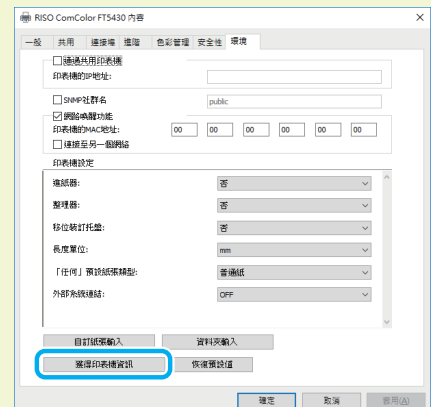 RISO ComColor FT5430 內容
一般 共用 連接埠 進階 色彩管理 安全性 環境
通過共用印表機
印表機的IP地址:
SNMP社群名 public
網路喚醒功能
印表機的MAC地址: 00 00 00 00 00 00
連接至另一個網絡
印表機設定
進紙器: 否
整理器: 否
移位裝訂托盤: 否
長度單位: mm
「任何」預設紙張類型: 普通紙
外部系統連結: OFF
自訂紙張輸入 資料夾輸入
獲得印表機資訊 恢復預設值
確定 取消 套用(A)